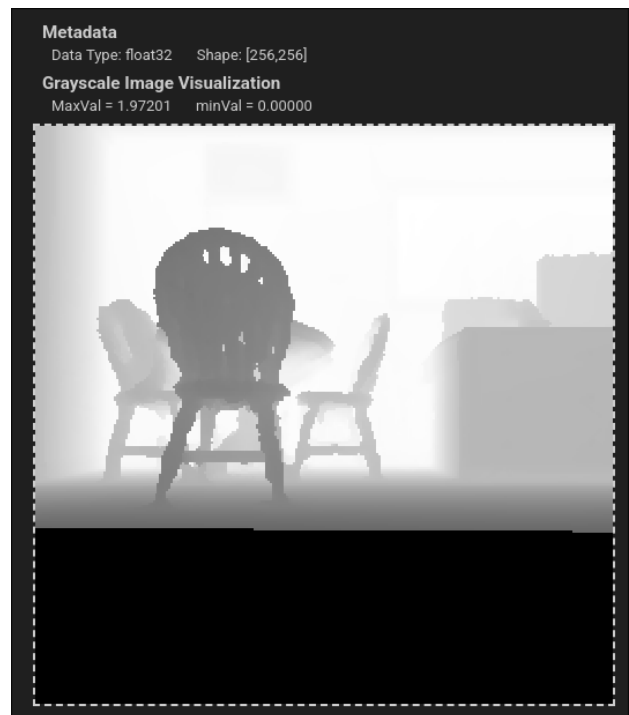 Metadata
Data Type: float32 Shape: [256,256]
Grayscale Image Visualization
MaxVal = 1.97201 minVal = 0.00000